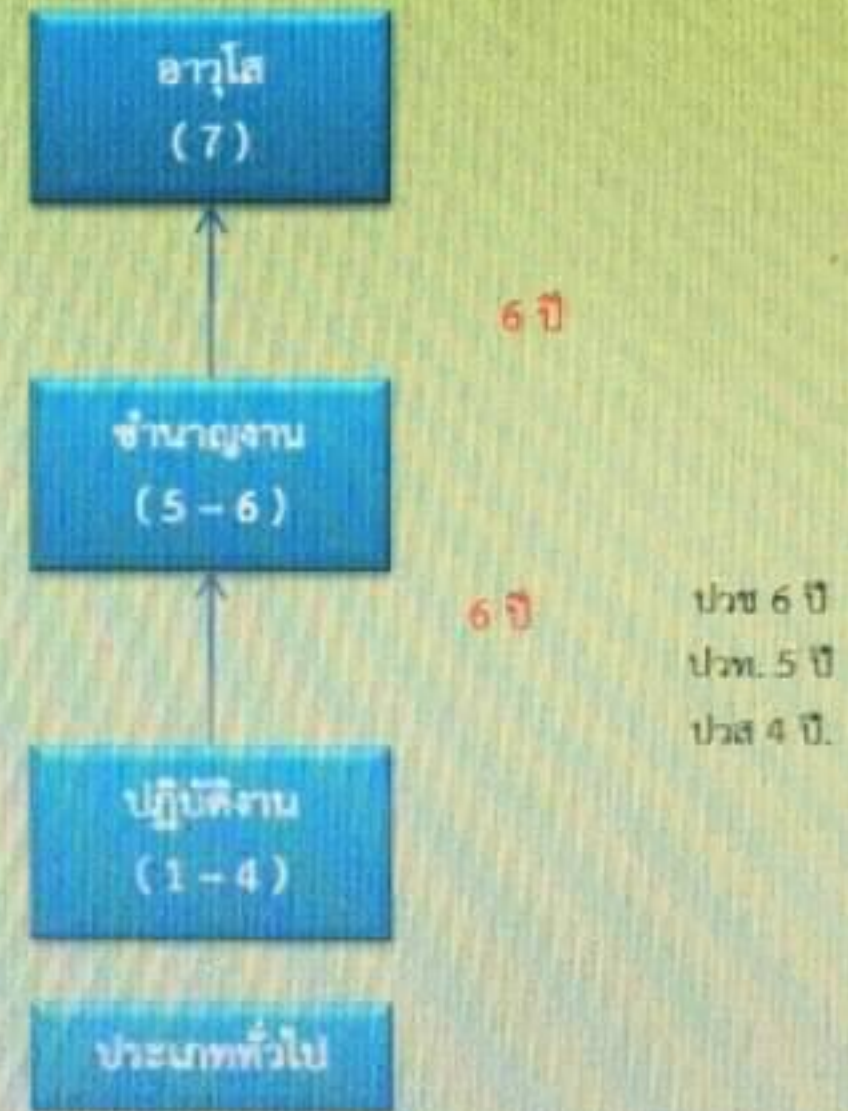 อาวุโส
( 7 )
6 ปี
ชำนาญงาน
( 5 – 6 )
6 ปี
ปวช 6 ปี
ปวท. 5 ปี
ปวส 4 ปี.
ปฏิบัติงาน
( 1 – 4 )
ประเภททั่วไป